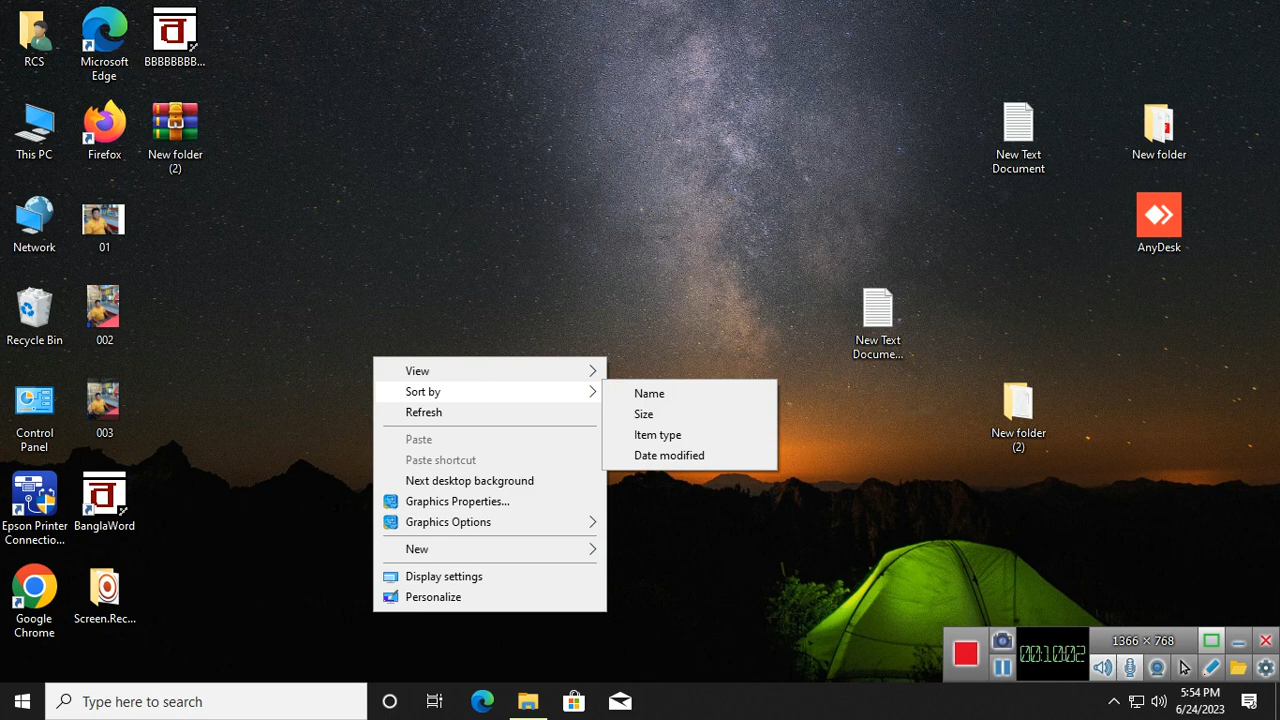 RCS
Microsoft
Edge
BBBBBBBB...
This PC
Firefox
New folder
(2)
New Text
Document
New folder
Network
01
AnyDesk
Recycle Bin
002
New Text
Docume...
Control
Panel
003
New folder
(2)
Epson Printer
Connectio...
BanglaWord
Google
Chrome
Screen.Rec...
View
Sort by
Refresh
Paste
Paste shortcut
Next desktop background
Graphics Properties...
Graphics Options
New
Display settings
Personalize
Name
Size
Item type
Date modified
1366 × 768
00:10:02
Type here to search
5:54 PM
6/24/2023